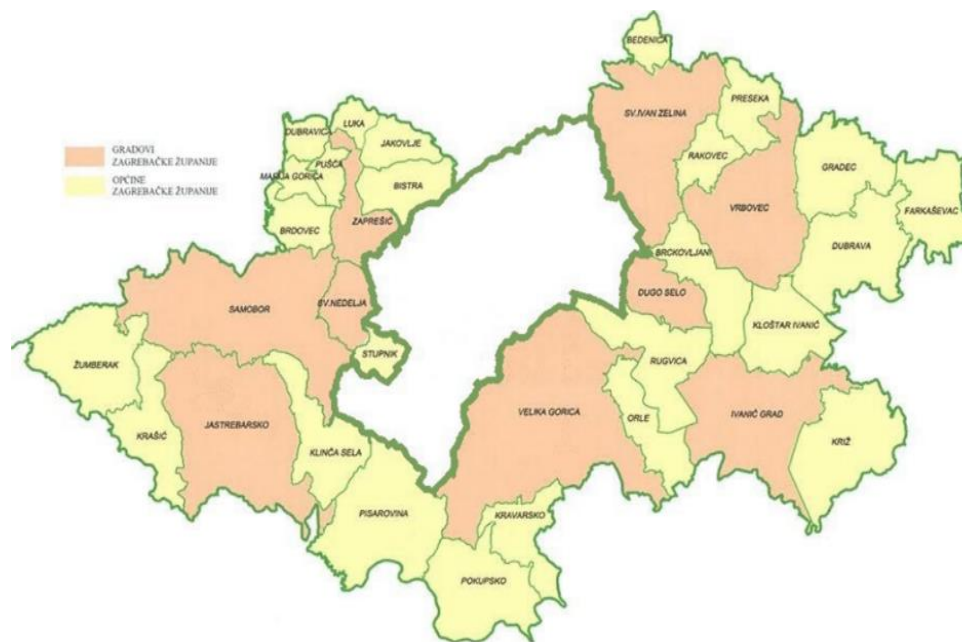 BEDENICA
SV.IVAN ZELINA
PRESEKA
LUKA
DUBRAVICA
JAKOVLJE
GRADOVI
ZAGREBAČKE ŽUPANIJE
OPĆINE
ZAGREBAČKE ŽUPANIJE
PUŠĆA
RAKOVEC
GRADEC
MARIJA GORICA
BISTRA
VRBOVEC
FARKAŠEVAC
ZAPREŠIĆ
BRDOVEC
DUBRAVA
BRCKOVLJANI
DUGO SELO
SV.NEDELJA
SAMOBOR
KLOŠTAR IVANIĆ
STUPNIK
RUGVICA
ŽUMBERAK
VELIKA GORICA
ORLE
IVANIĆ GRAD
JASTREBARSKO
KRAŠIĆ
KRIŽ
KLINČA SELA
PISAROVINA
KRAVARSKO
POKUPSKO